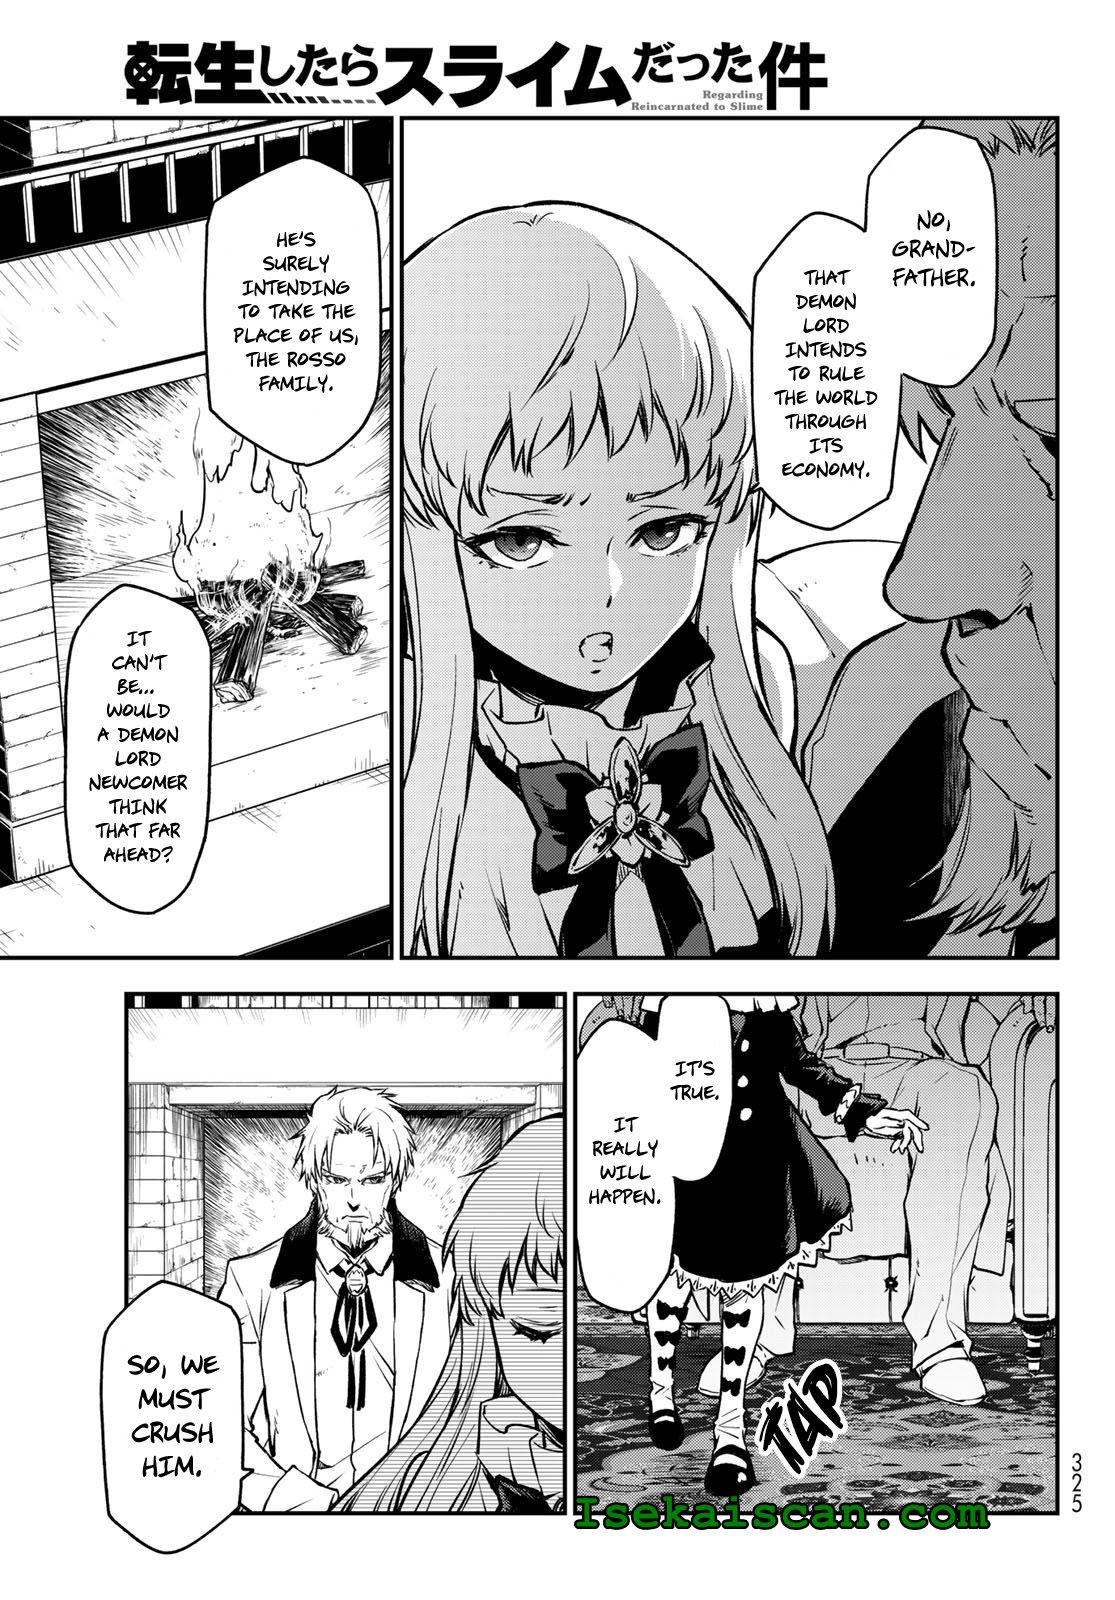 転生したらスライムだった件
Regarding
Reincarnated to Slime
NO,
GRAND-
FATHER.
THAT
DEMON
LORD
INTENDS
TO RULE
THE WORLD
THROUGH
ITS
ECONOMY.
HE'S
SURELY
INTENDING
TO TAKE THE
PLACE OF US,
THE ROSSO
FAMILY.
IT
CAN'T
BE...
WOULD
A DEMON
LORD
NEWCOMER
THINK
THAT FAR
AHEAD?
IT'S
TRUE.
IT
REALLY
WILL
HAPPEN.
TAP
SO, WE
MUST
CRUSH
HIM.
Isekaiscan.com
325